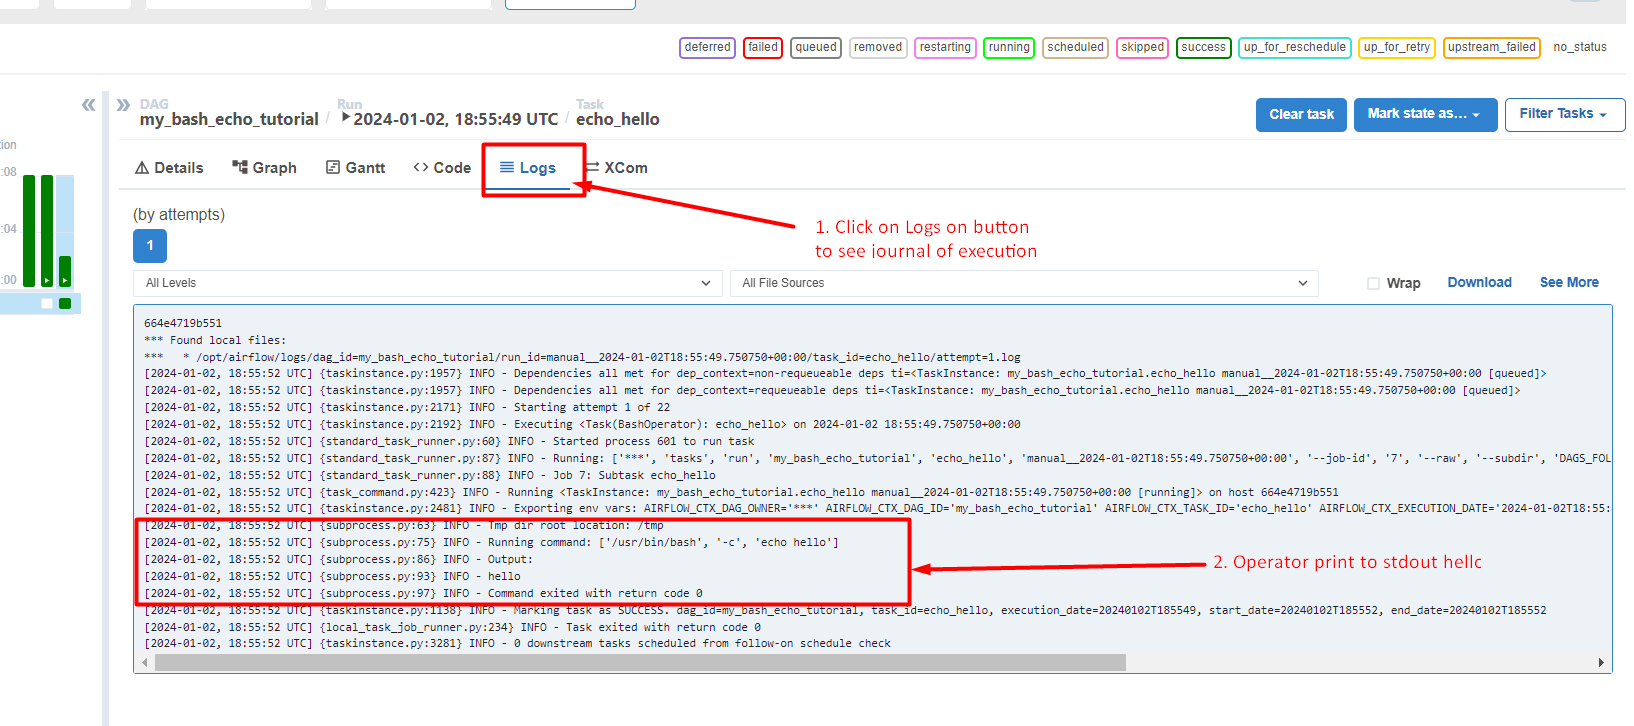 deferred failed queued removed restarting running scheduled skipped success up_for_reschedule up_for_retry upstream_failed no_status
« » DAG Run Task
my_bash_echo_tutorial / 2024-01-02, 18:55:49 UTC / echo_hello
Clear task Mark state as... Filter Tasks
tion
:08
:04
:00
Details Graph Gantt <> Code Logs XCom
(by attempts)
1
1. Click on Logs on button
to see journal of execution
All Levels All File Sources Wrap Download See More
664e4719b551
*** Found local files:
*** * /opt/airflow/logs/dag_id=my_bash_echo_tutorial/run_id=manual__2024-01-02T18:55:49.750750+00:00/task_id=echo_hello/attempt=1.log
[2024-01-02, 18:55:52 UTC] {taskinstance.py:1957} INFO - Dependencies all met for dep_context=non-requeueable deps ti=<TaskInstance: my_bash_echo_tutorial.echo_hello manual__2024-01-02T18:55:49.750750+00:00 [queued]>
[2024-01-02, 18:55:52 UTC] {taskinstance.py:1957} INFO - Dependencies all met for dep_context=requeueable deps ti=<TaskInstance: my_bash_echo_tutorial.echo_hello manual__2024-01-02T18:55:49.750750+00:00 [queued]>
[2024-01-02, 18:55:52 UTC] {taskinstance.py:2171} INFO - Starting attempt 1 of 22
[2024-01-02, 18:55:52 UTC] {taskinstance.py:2192} INFO - Executing <Task(BashOperator): echo_hello> on 2024-01-02 18:55:49.750750+00:00
[2024-01-02, 18:55:52 UTC] {standard_task_runner.py:60} INFO - Started process 601 to run task
[2024-01-02, 18:55:52 UTC] {standard_task_runner.py:87} INFO - Running: ['***', 'tasks', 'run', 'my_bash_echo_tutorial', 'echo_hello', 'manual__2024-01-02T18:55:49.750750+00:00', '--job-id', '7', '--raw', '--subdir', 'DAGS_FOL
[2024-01-02, 18:55:52 UTC] {standard_task_runner.py:88} INFO - Job 7: Subtask echo_hello
[2024-01-02, 18:55:52 UTC] {task_command.py:423} INFO - Running <TaskInstance: my_bash_echo_tutorial.echo_hello manual__2024-01-02T18:55:49.750750+00:00 [running]> on host 664e4719b551
[2024-01-02, 18:55:52 UTC] {taskinstance.py:2481} INFO - Exporting env vars: AIRFLOW_CTX_DAG_OWNER='***' AIRFLOW_CTX_DAG_ID='my_bash_echo_tutorial' AIRFLOW_CTX_TASK_ID='echo_hello' AIRFLOW_CTX_EXECUTION_DATE='2024-01-02T18:55:
[2024-01-02, 18:55:52 UTC] {subprocess.py:63} INFO - Tmp dir root location: /tmp
[2024-01-02, 18:55:52 UTC] {subprocess.py:75} INFO - Running command: ['/usr/bin/bash', '-c', 'echo hello']
[2024-01-02, 18:55:52 UTC] {subprocess.py:86} INFO - Output:
[2024-01-02, 18:55:52 UTC] {subprocess.py:93} INFO - hello
2. Operator print to stdout hellc
[2024-01-02, 18:55:52 UTC] {subprocess.py:97} INFO - Command exited with return code 0
[2024-01-02, 18:55:52 UTC] {taskinstance.py:1138} INFO - Marking task as SUCCESS. dag_id=my_bash_echo_tutorial, task_id=echo_hello, execution_date=20240102T185549, start_date=20240102T185552, end_date=20240102T185552
[2024-01-02, 18:55:52 UTC] {local_task_job_runner.py:234} INFO - Task exited with return code 0
[2024-01-02, 18:55:52 UTC] {taskinstance.py:3281} INFO - 0 downstream tasks scheduled from follow-on schedule check